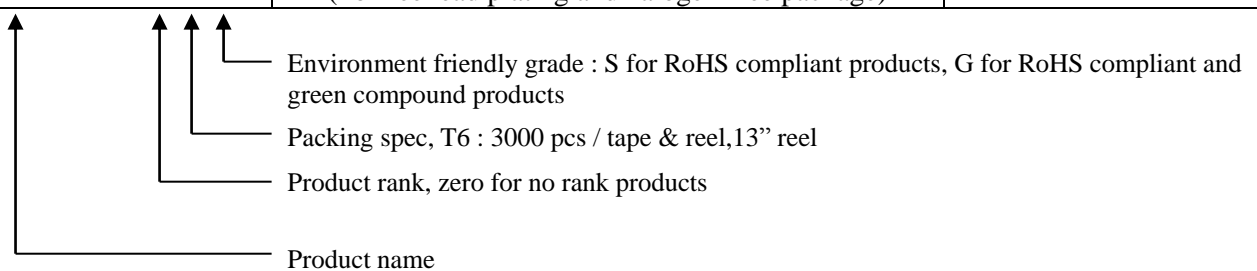 Environment friendly grade : S for RoHS compliant products, G for RoHS compliant and
green compound products
Packing spec, T6 : 3000 pcs / tape & reel,13” reel
Product rank, zero for no rank products
Product name